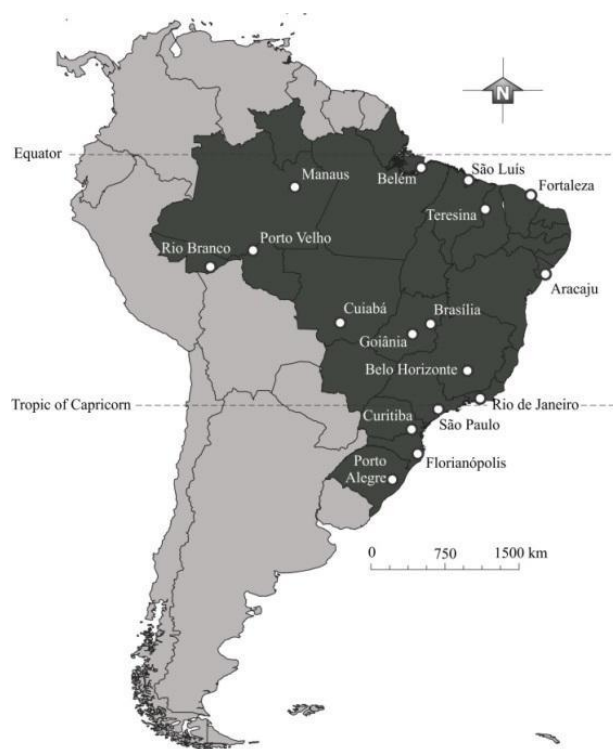 N
Equator
Manaus
Belém
São Luís
Fortaleza
Teresina
Rio Branco
Porto Velho
Aracaju
Cuiabá
Brasília
Goiânia
Belo Horizonte
Tropic of Capricorn
Rio de Janeiro
Curitiba
São Paulo
Porto
Alegre
Florianópolis
0 750 1500 km